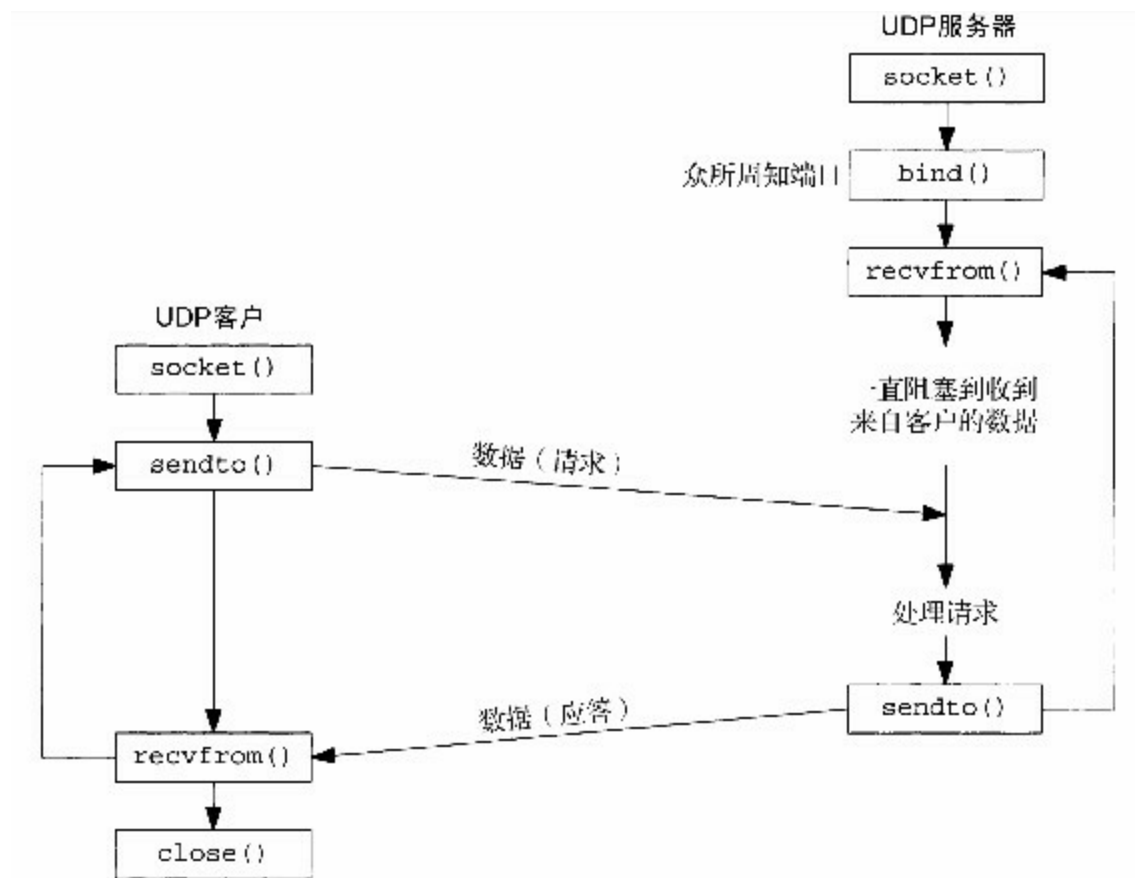 UDP服务器
socket()
众所周知端口
bind()
recvfrom()
一直阻塞到收到
来自客户的数据
UDP客户
socket()
sendto()
数据(请求)
处理请求
sendto()
数据(应答)
recvfrom()
close()